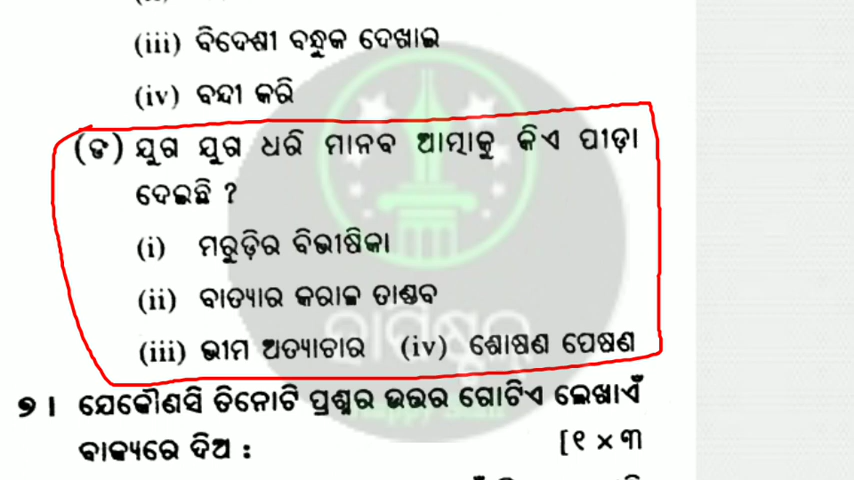 (iii) ବିଦେଶୀ ବନ୍ଧୁକ ଦେଖାଇ
(iv) ବନ୍ଦୀ କରି
(ଙ) ଯୁଗ ଯୁଗ ଧରି ମାନବ ଆତ୍ମାକୁ କିଏ ପୀଡ଼ା
ଦେଇଛି ?
(i) ମରୁଡ଼ିର ବିଭୀଷିକା
(ii) ବାତ୍ୟାର କରାଳ ତାଣ୍ଡବ
(iii) ଭୀମ ଅତ୍ୟାଚାର (iv) ଶୋଷଣ ପେଷଣ
୭ । ଯେକୌଣସି ତିନୋଟି ପ୍ରଶ୍ନର ଉତ୍ତର ଗୋଟିଏ ଲେଖାଏଁ
ବାକ୍ୟରେ ଦିଅ : [୧ × ୩